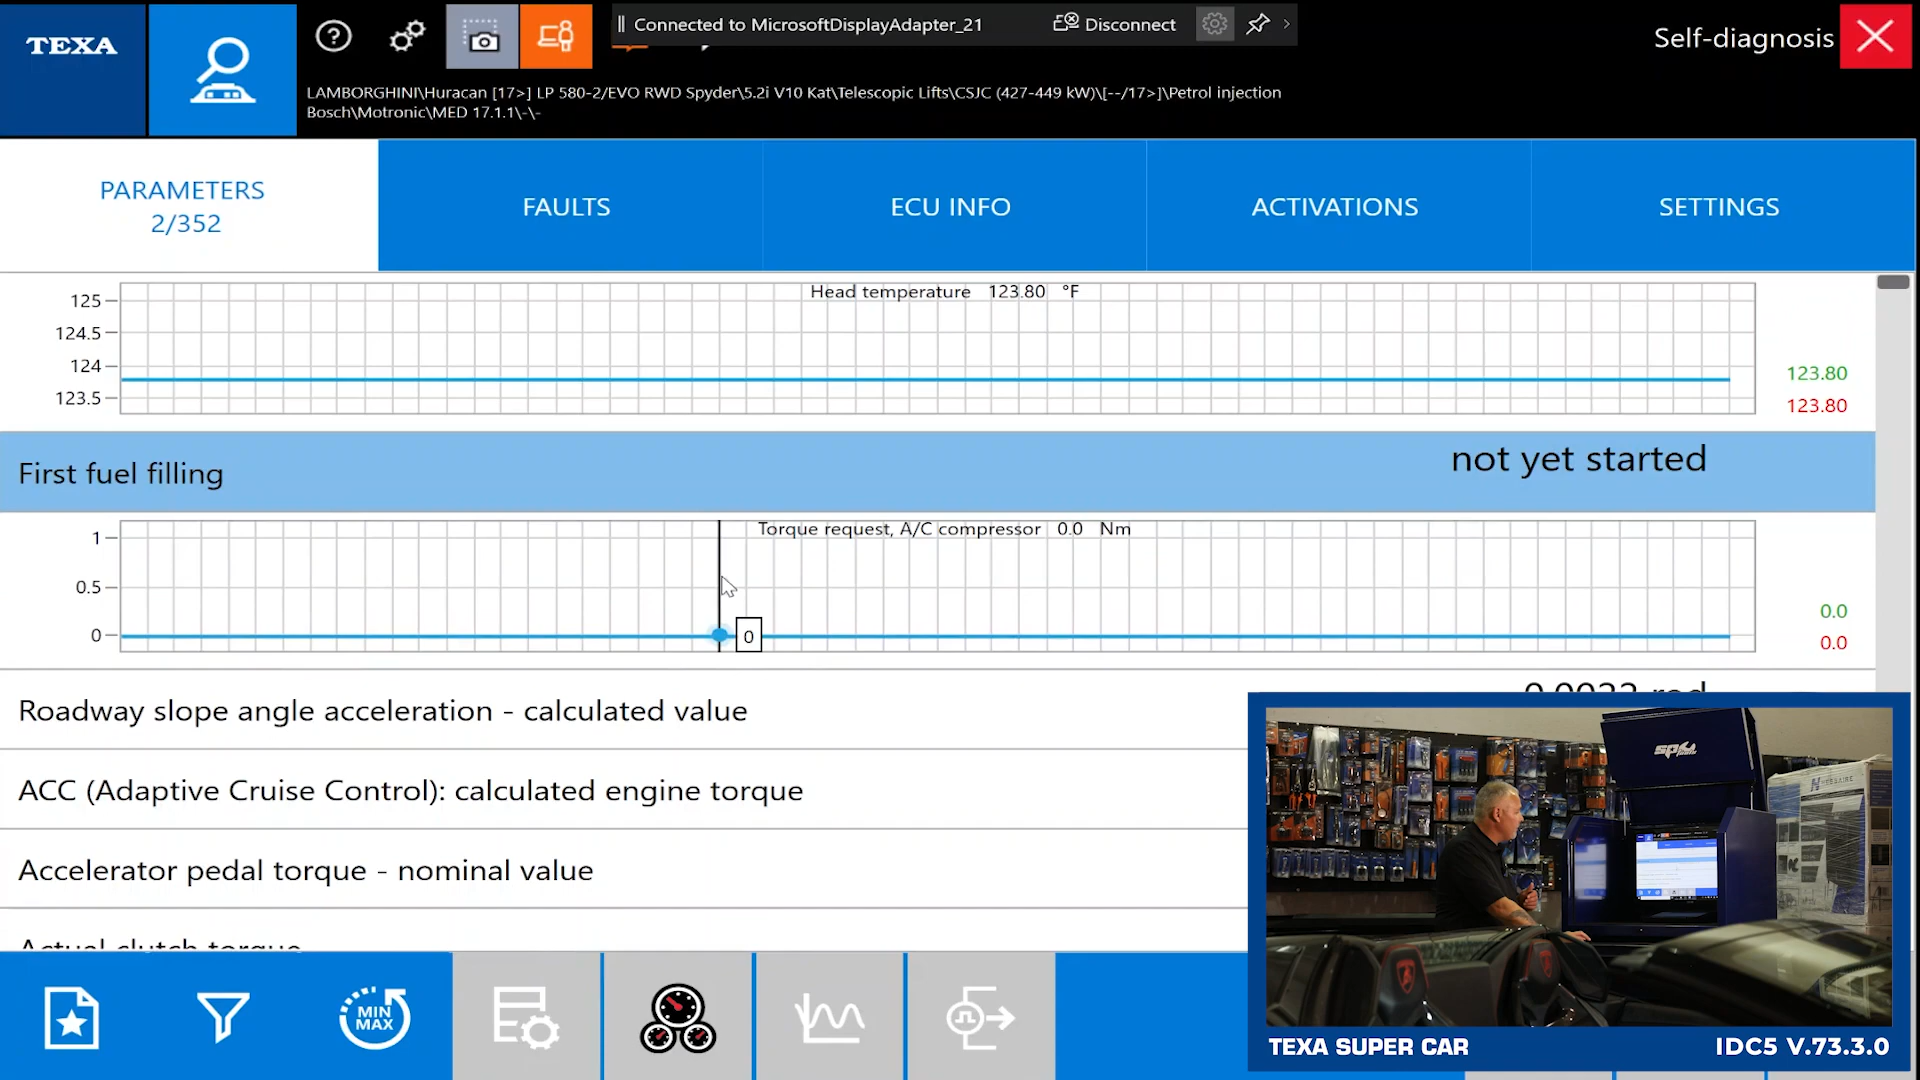 TEXA
Connected to MicrosoftDisplayAdapter_21
Disconnect
Self-diagnosis
LAMBORGHINI\Huracan [17>] LP 580-2/EVO RWD Spyder\5.2i V10 Kat\Telescopic Lifts\CSJC (427-449 kW)\[--/17>]\Petrol injection
Bosch\Motronic\MED 17.1.1\-\-
PARAMETERS
2/352
FAULTS
ECU INFO
ACTIVATIONS
SETTINGS
Head temperature 123.80 °F
125
124.5
124
123.5
123.80
123.80
First fuel filling
not yet started
Torque request, A/C compressor 0.0 Nm
1
0.5
0
0
0.0
0.0
Roadway slope angle acceleration - calculated value
ACC (Adaptive Cruise Control): calculated engine torque
Accelerator pedal torque - nominal value
Actual clutch torque
MIN
MAX
sp
TEXA SUPER CAR
IDC5 V.73.3.0